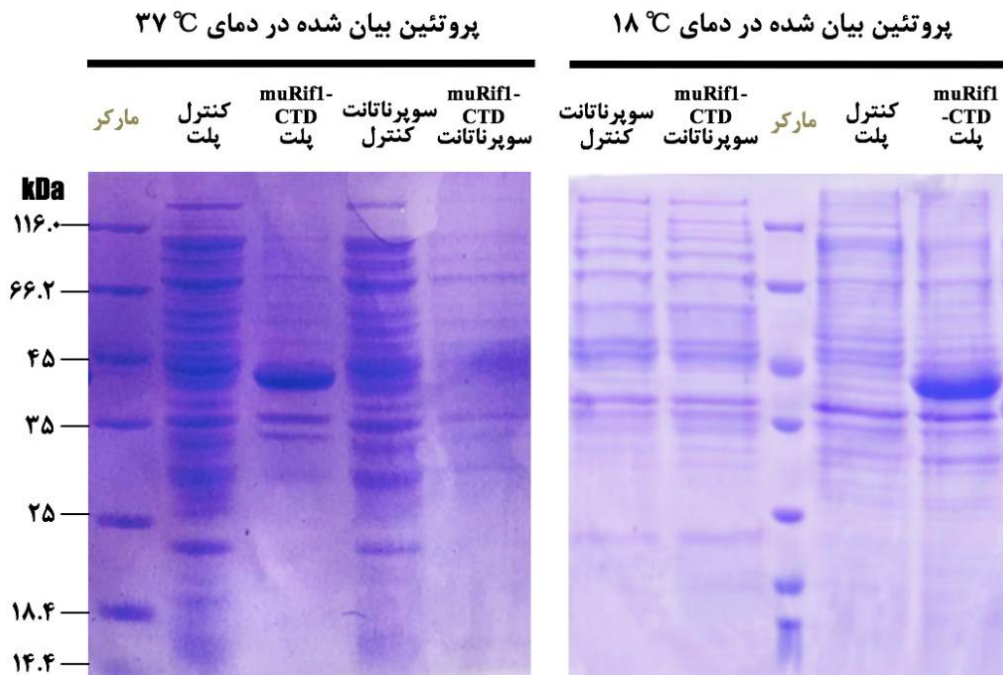 پروتئین بیان شده در دمای ۳۷ °C
مارکر
کنترل
پلت
muRif1-
CTD
پلت
سوپرناتانت
کنترل
muRif1-
CTD
سوپرناتانت
kDa
۱۱۶.۰
۶۶.۲
۴۵
۳۵
۲۵
۱۸.۴
۱۴.۴
پروتئین بیان شده در دمای ۱۸ °C
سوپرناتانت
کنترل
muRif1-
CTD
سوپرناتانت
مارکر
کنترل
پلت
muRif1
-CTD
پلت